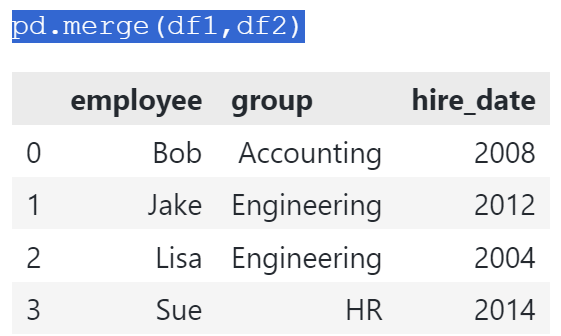 pd.merge(df1,df2)
employee group hire_date
0 Bob Accounting 2008
1 Jake Engineering 2012
2 Lisa Engineering 2004
3 Sue HR 2014